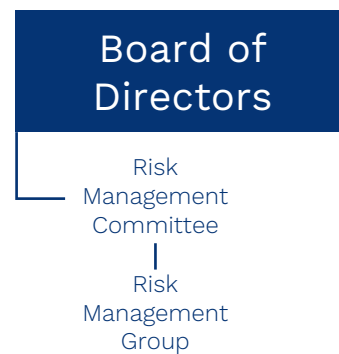 Board of
Directors
Risk
Management
Committee
Risk
Management
Group